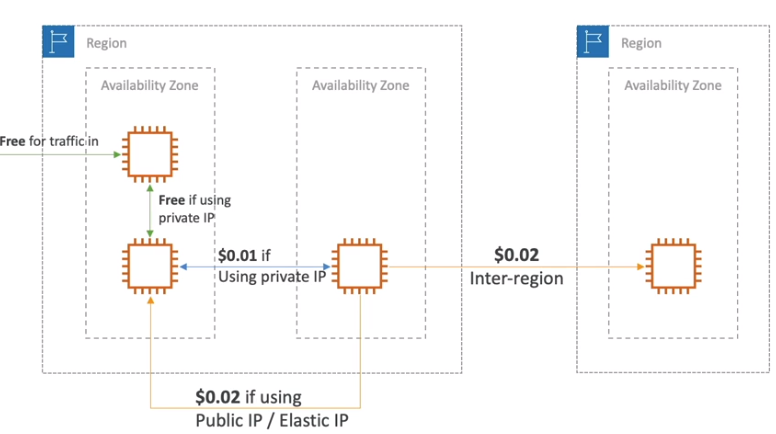 Region
Region
Availability Zone
Availability Zone
Availability Zone
Free for traffic in
Free if using
private IP
$0.01 if
Using private IP
$0.02
Inter-region
$0.02 if using
Public IP / Elastic IP